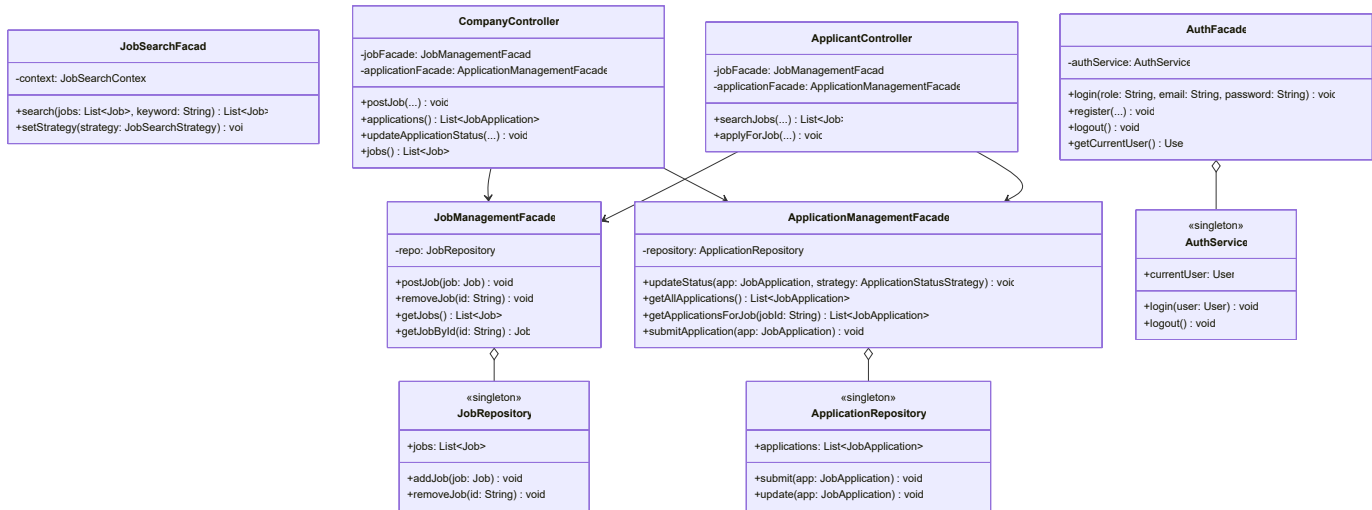 JobSearchFacad
-context: JobSearchContex
+search(jobs: List<Job>, keyword: String) : List<Job>
+setStrategy(strategy: JobSearchStrategy) : voi
CompanyController
-jobFacade: JobManagementFacad
-applicationFacade: ApplicationManagementFacade
+postJob(...) : void
+applications() : List<JobApplication>
+updateApplicationStatus(...) : void
+jobs() : List<Job>
ApplicantController
-jobFacade: JobManagementFacad
-applicationFacade: ApplicationManagementFacade
+searchJobs(...) : List<Job>
+applyForJob(...) : void
AuthFacade
-authService: AuthService
+login(role: String, email: String, password: String) : void
+register(...) : void
+logout() : void
+getCurrentUser() : Use
JobManagementFacade
-repo: JobRepository
+postJob(job: Job) : void
+removeJob(id: String) : void
+getJobs() : List<Job>
+getJobById(id: String) : Job
ApplicationManagementFacade
-repository: ApplicationRepository
+updateStatus(app: JobApplication, strategy: ApplicationStatusStrategy) : void
+getAllApplications() : List<JobApplication>
+getApplicationsForJob(jobId: String) : List<JobApplication>
+submitApplication(app: JobApplication) : void
«singleton»
AuthService
+currentUser: User
+login(user: User) : void
+logout() : void
«singleton»
JobRepository
+jobs: List<Job>
+addJob(job: Job) : void
+removeJob(id: String) : void
«singleton»
ApplicationRepository
+applications: List<JobApplication>
+submit(app: JobApplication) : void
+update(app: JobApplication) : void